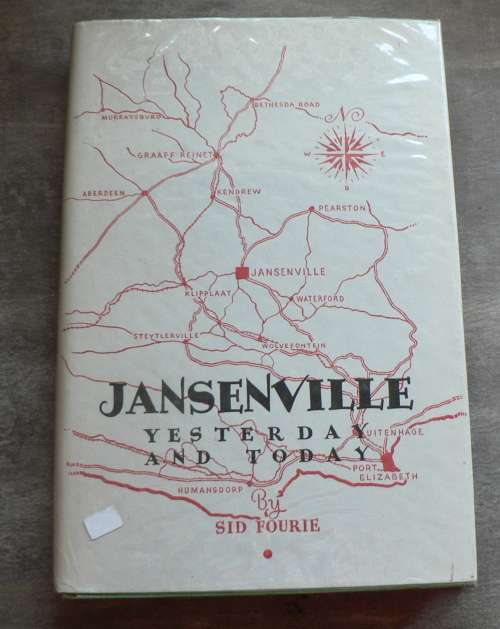 BETHESDA ROAD
MURRAYSBURG
N
GRAAFF REINET
W E
ABERDEEN
KENDREW
PEARSTON
JANSENVILLE
KLIPPLAAT
WATERFORD
STEYTLERVILLE
WOLVEFONTEIN
JANSENVILLE
YESTERDAY
UITENHAGE
AND TODAY
PORT
ELIZABETH
HUMANSDORP
By
SID FOURIE